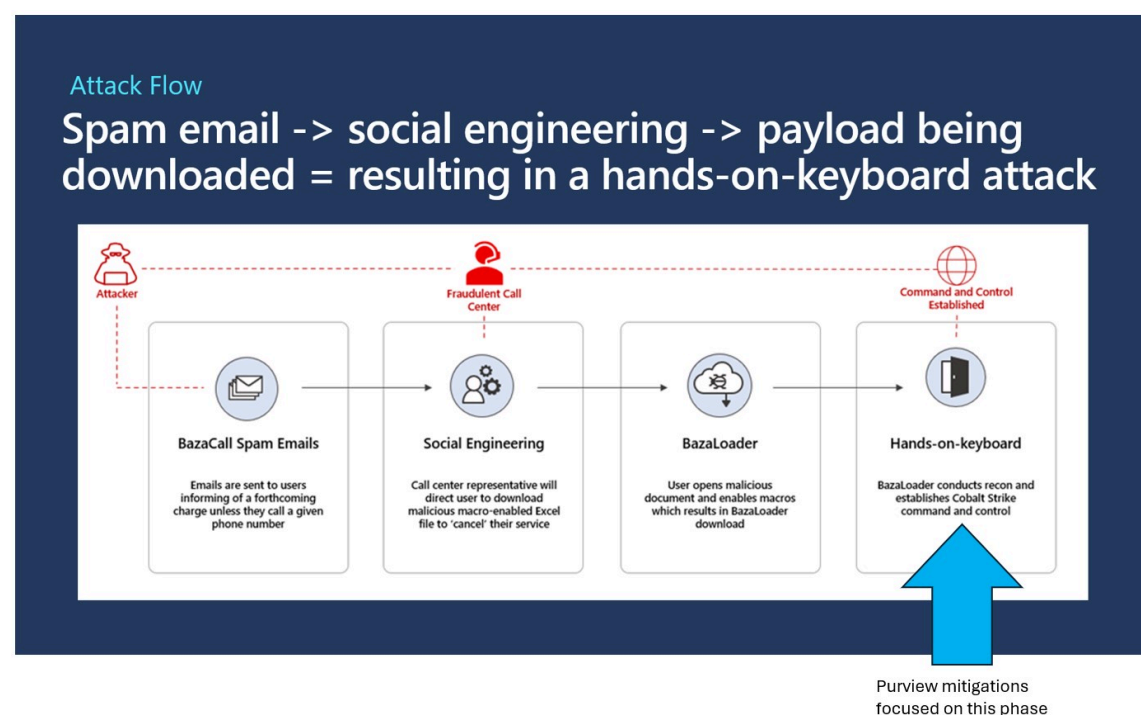 Attack Flow
Spam email -> social engineering -> payload being
downloaded = resulting in a hands-on-keyboard attack
Attacker
Fraudulent Call
Center
Command and Control
Established
BazaCall Spam Emails
Emails are sent to users
informing of a forthcoming
charge unless they call a given
phone number
Social Engineering
Call center representative will
direct user to download
malicious macro-enabled Excel
file to 'cancel' their service
BazaLoader
User opens malicious
document and enables macros
which results in BazaLoader
download
Hands-on-keyboard
BazaLoader conducts recon and
establishes Cobalt Strike
command and control
Purview mitigations
focused on this phase